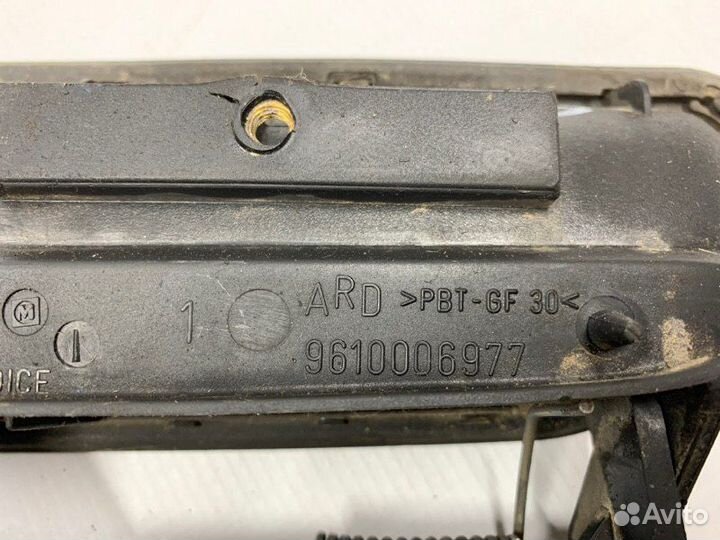 1 ARD >PBT-GF 30<
M
I
9610006977
DICE
Avito